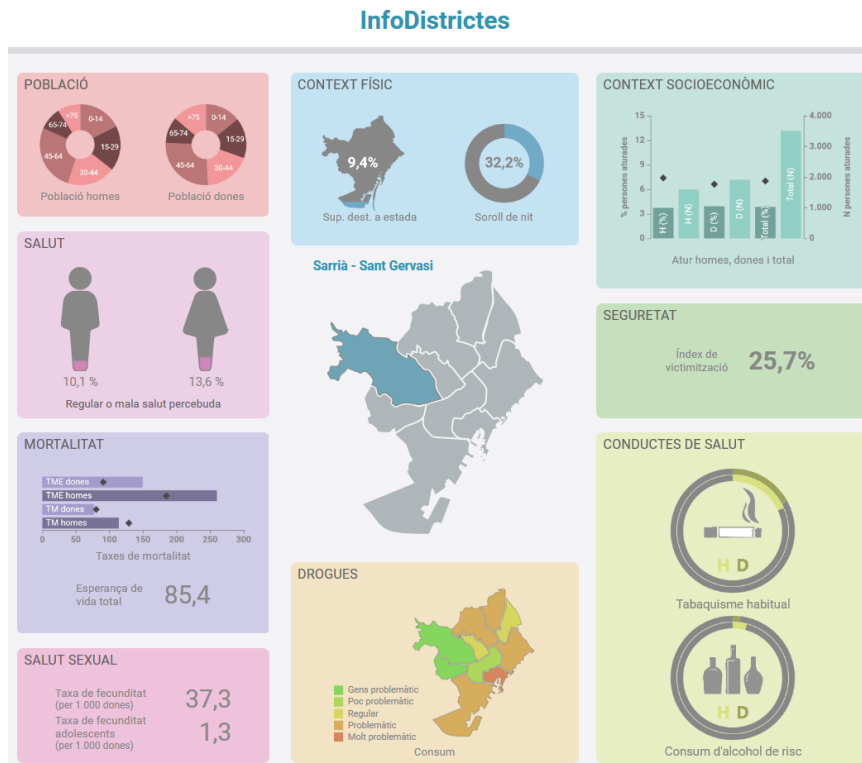 InfoDistrictes
POBLACIÓ
>75
0-14
65-74
15-29
45-64
30-44
Població homes
>75
0-14
65-74
15-29
45-64
30-44
Població dones
CONTEXT FÍSIC
9,4%
Sup. dest. a estada
32,2%
Soroll de nit
CONTEXT SOCIOECONÒMIC
% persones aturades
15
12
9
6
3
0
H (%)
H (N)
D (%)
D (N)
Total (%)
Total (N)
4.000
3.000
2.000
1.000
0
N persones aturades
Atur homes, dones i total
SALUT
10,1 %
13,6 %
Regular o mala salut percebuda
Sarrià - Sant Gervasi
SEGURETAT
Índex de
victimització
25,7%
MORTALITAT
TME dones
TME homes
TM dones
TM homes
0 50 100 150 200 250 300
Taxes de mortalitat
Esperança de
vida total
85,4
CONDUCTES DE SALUT
H D
Tabaquisme habitual
H D
Consum d'alcohol de risc
DROGUES
Gens problemàtic
Poc problemàtic
Regular
Problemàtic
Molt problemàtic
Consum
SALUT SEXUAL
Taxa de fecunditat
(per 1.000 dones)
37,3
Taxa de fecunditat
adolescents
(per 1.000 dones)
1,3